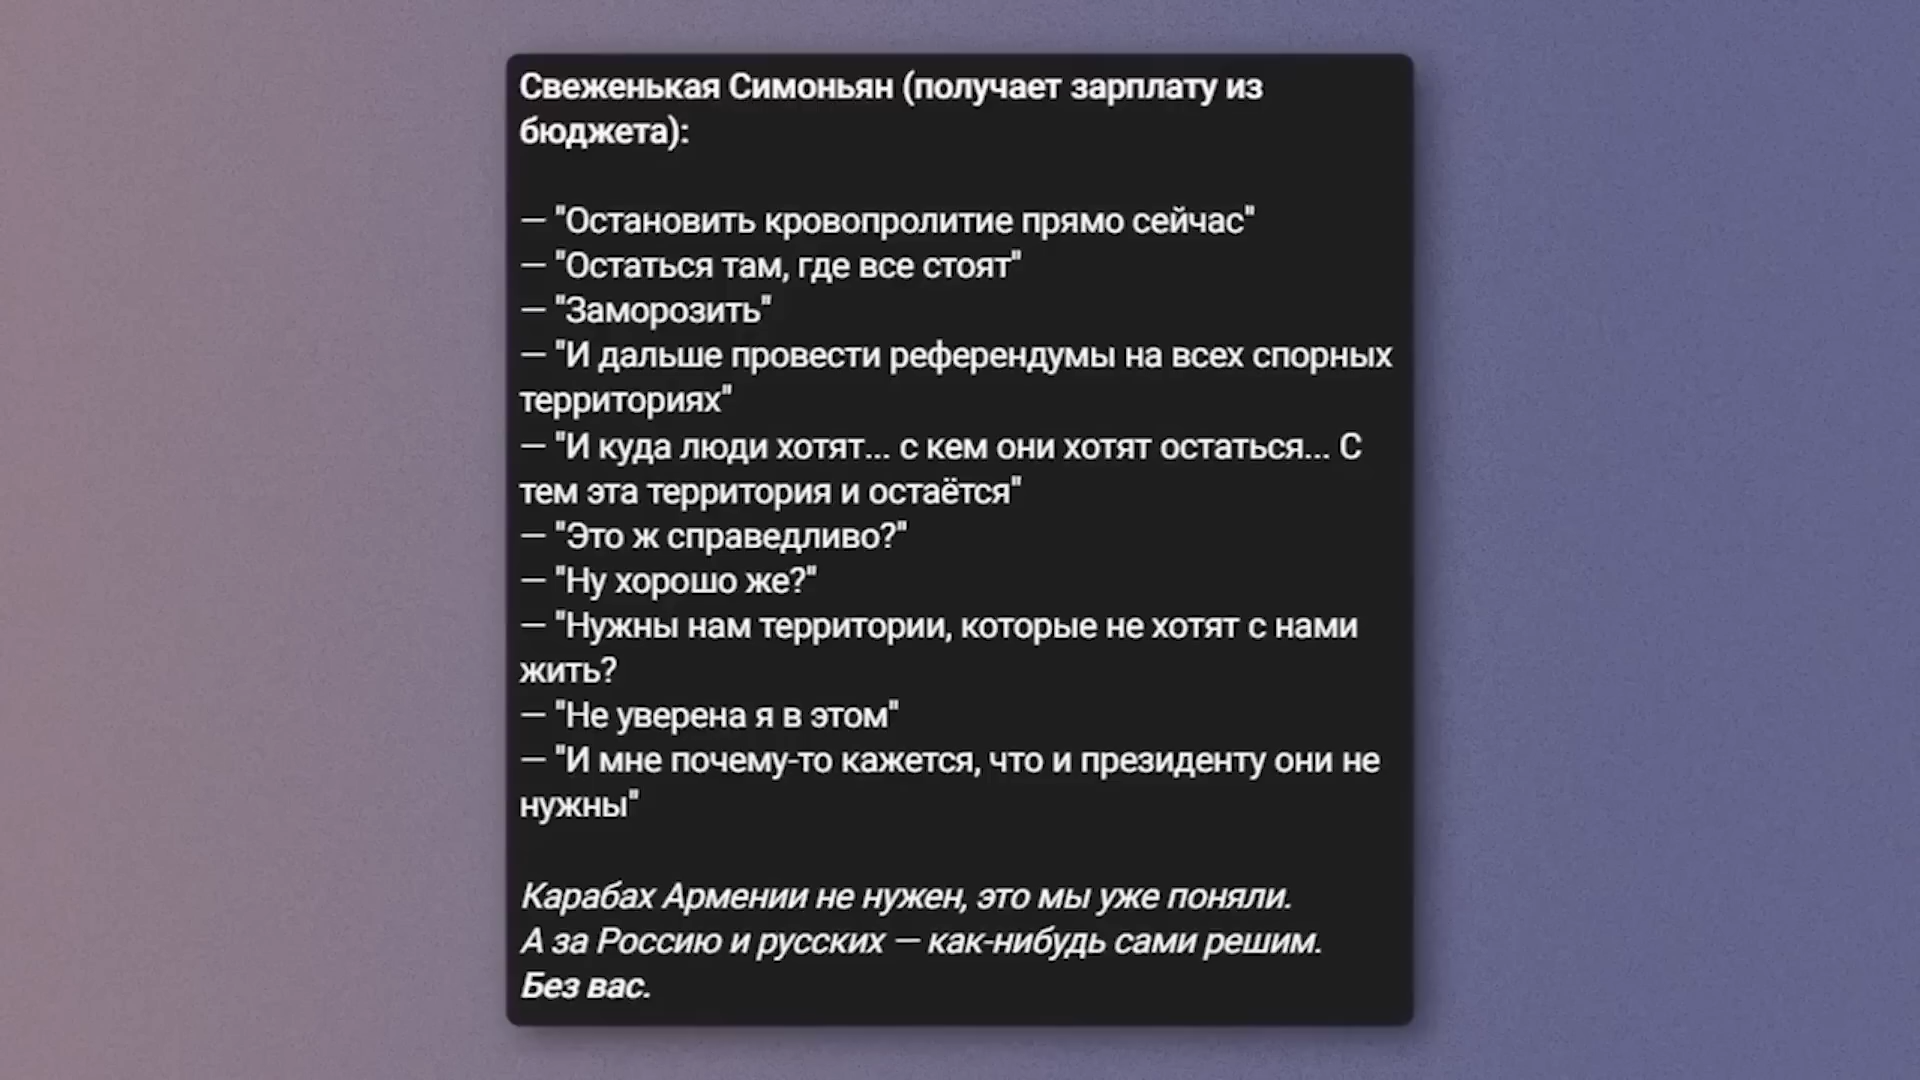 Свеженькая Симоньян (получает зарплату из
бюджета):
— "Остановить кровопролитие прямо сейчас"
— "Остаться там, где все стоят"
— "Заморозить"
— "И дальше провести референдумы на всех спорных
территориях"
— "И куда люди хотят... с кем они хотят остаться... С
тем эта территория и остаётся"
— "Это ж справедливо?"
— "Ну хорошо же?"
— "Нужны нам территории, которые не хотят с нами
жить?
— "Не уверена я в этом"
— "И мне почему-то кажется, что и президенту они не
нужны"
Карабах Армении не нужен, это мы уже поняли.
А за Россию и русских — как-нибудь сами решим.
Без вас.